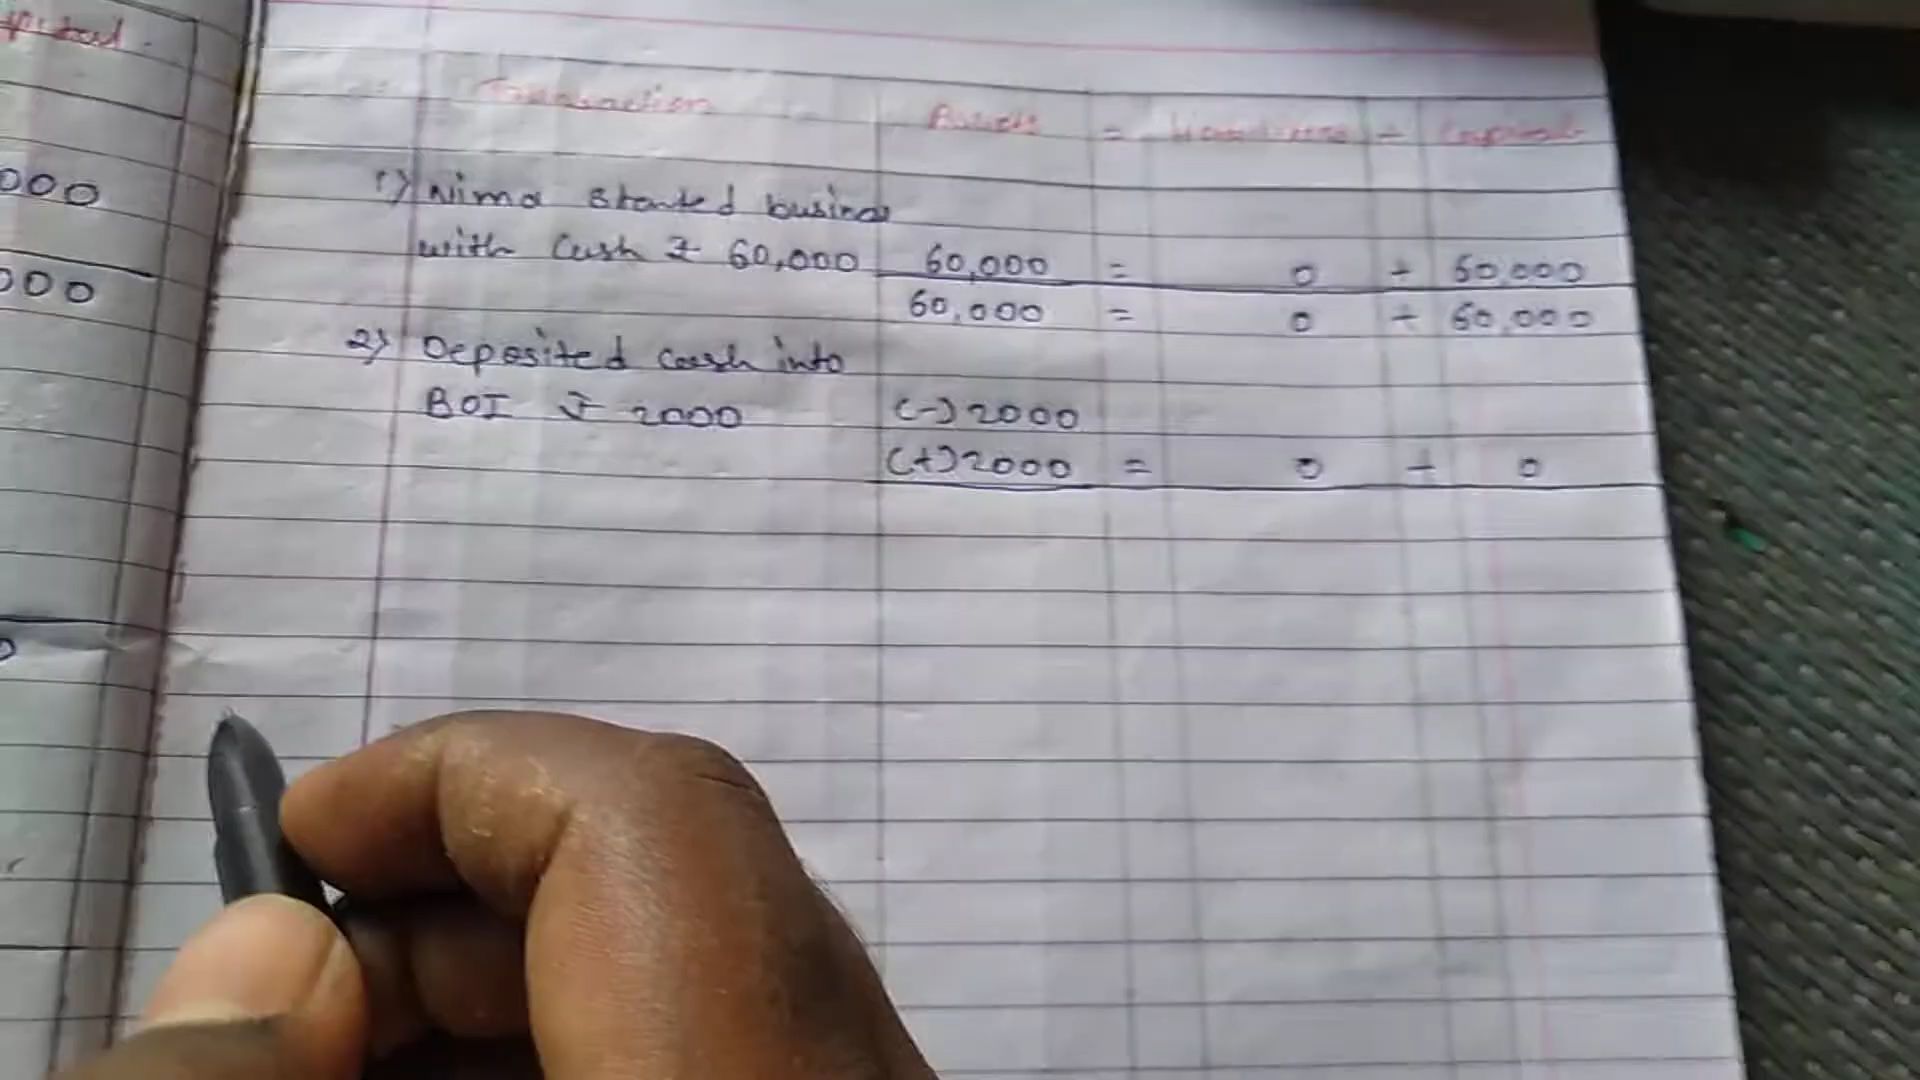 000
000
Transaction Assets = Liabilities + Capital
1) Nima Started busines
with Cash ₹ 60,000 60,000 = 0 + 60,000
60,000 = 0 + 60,000
2) Deposited cash into
BOI ₹ 2000 (-) 2000
(+) 2000 = 0 + 0